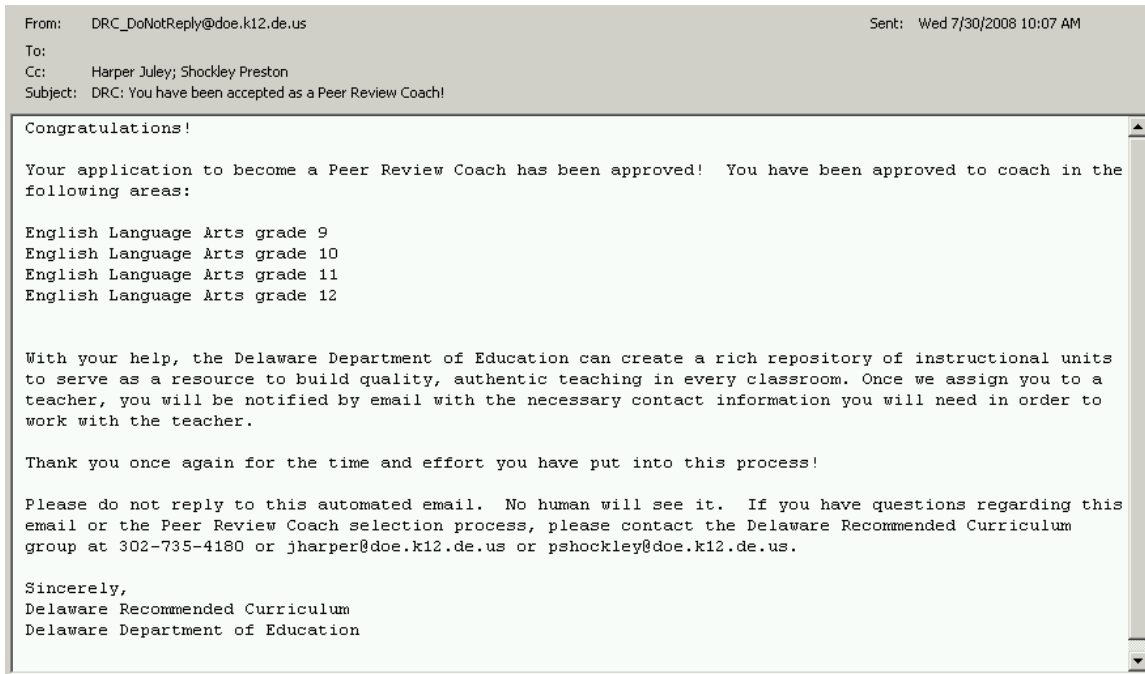 From: DRC_DoNotReply@doe.k12.de.us Sent: Wed 7/30/2008 10:07 AM
To:
Cc: Harper Juley; Shockley Preston
Subject: DRC: You have been accepted as a Peer Review Coach!
Congratulations!
Your application to become a Peer Review Coach has been approved!  You have been approved to coach in the
following areas:
English Language Arts grade 9
English Language Arts grade 10
English Language Arts grade 11
English Language Arts grade 12
With your help, the Delaware Department of Education can create a rich repository of instructional units
to serve as a resource to build quality, authentic teaching in every classroom. Once we assign you to a
teacher, you will be notified by email with the necessary contact information you will need in order to
work with the teacher.
Thank you once again for the time and effort you have put into this process!
Please do not reply to this automated email.  No human will see it.  If you have questions regarding this
email or the Peer Review Coach selection process, please contact the Delaware Recommended Curriculum
group at 302-735-4180 or jharper@doe.k12.de.us or pshockley@doe.k12.de.us.
Sincerely,
Delaware Recommended Curriculum
Delaware Department of Education